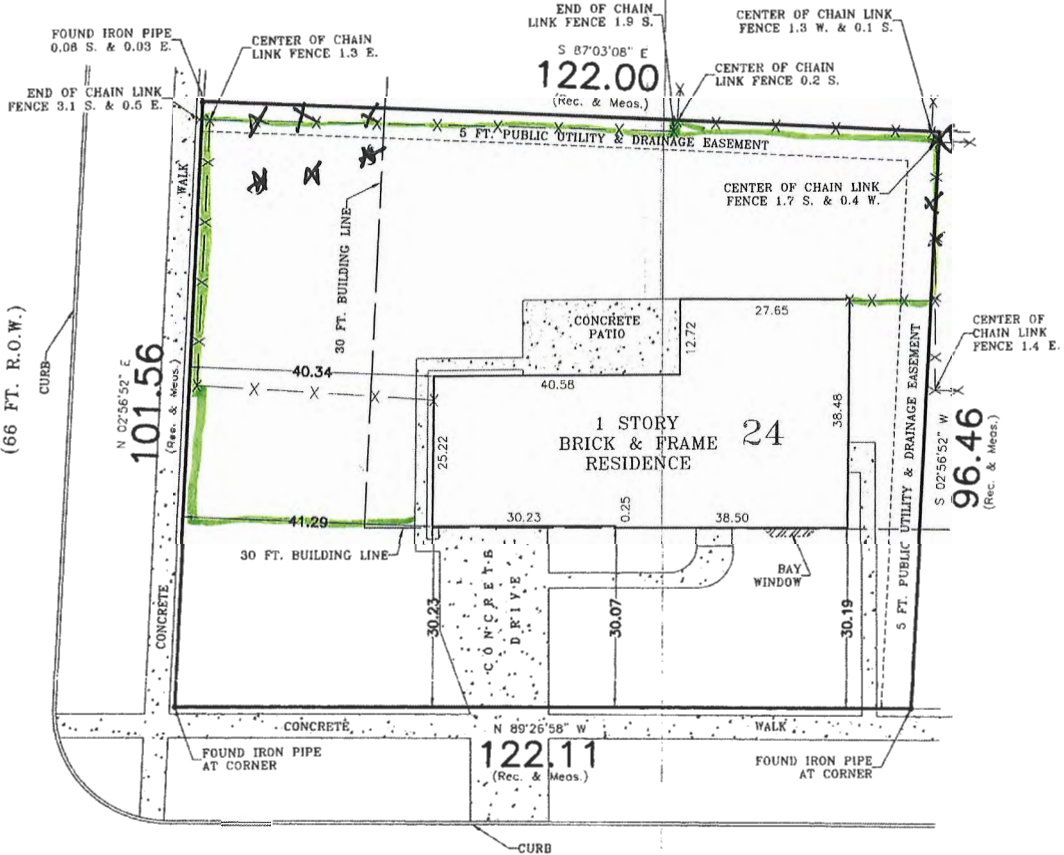 END OF CHAIN
LINK FENCE 1.9 S.
CENTER OF CHAIN
LINK FENCE 1.3 W. & 0.1 S.
FOUND IRON PIPE
0.08 S. & 0.03 E.
CENTER OF CHAIN
LINK FENCE 1.3 E.
S 87°03'08" E
122.00
(Rec. & Meas.)
CENTER OF CHAIN
LINK FENCE 0.2 S.
END OF CHAIN LINK
FENCE 3.1 S. & 0.5 E.
5 FT. PUBLIC UTILITY & DRAINAGE EASEMENT
WALK
CENTER OF CHAIN LINK
FENCE 1.7 S. & 0.4 W.
30 FT. BUILDING LINE
(66 FT. R.O.W.)
CURB
N 02°56'52" E
101.56
(Rec. & Meas.)
CONCRETE
PATIO
27.65
12.72
CENTER OF
CHAIN LINK
FENCE 1.4 E.
40.34
40.58
1 STORY
BRICK & FRAME
RESIDENCE
24
38.48
25.22
5 FT. PUBLIC UTILITY & DRAINAGE EASEMENT
S 02°56'52" W
96.46
(Rec. & Meas.)
41.29
30.23
0.25
38.50
30 FT. BUILDING LINE
BAY
WINDOW
CONCRETE
DRIVE
30.23
30.07
30.19
CONCRETE
CONCRETE
N 89°26'58" W
WALK
122.11
(Rec. & Meas.)
FOUND IRON PIPE
AT CORNER
FOUND IRON PIPE
AT CORNER
CURB